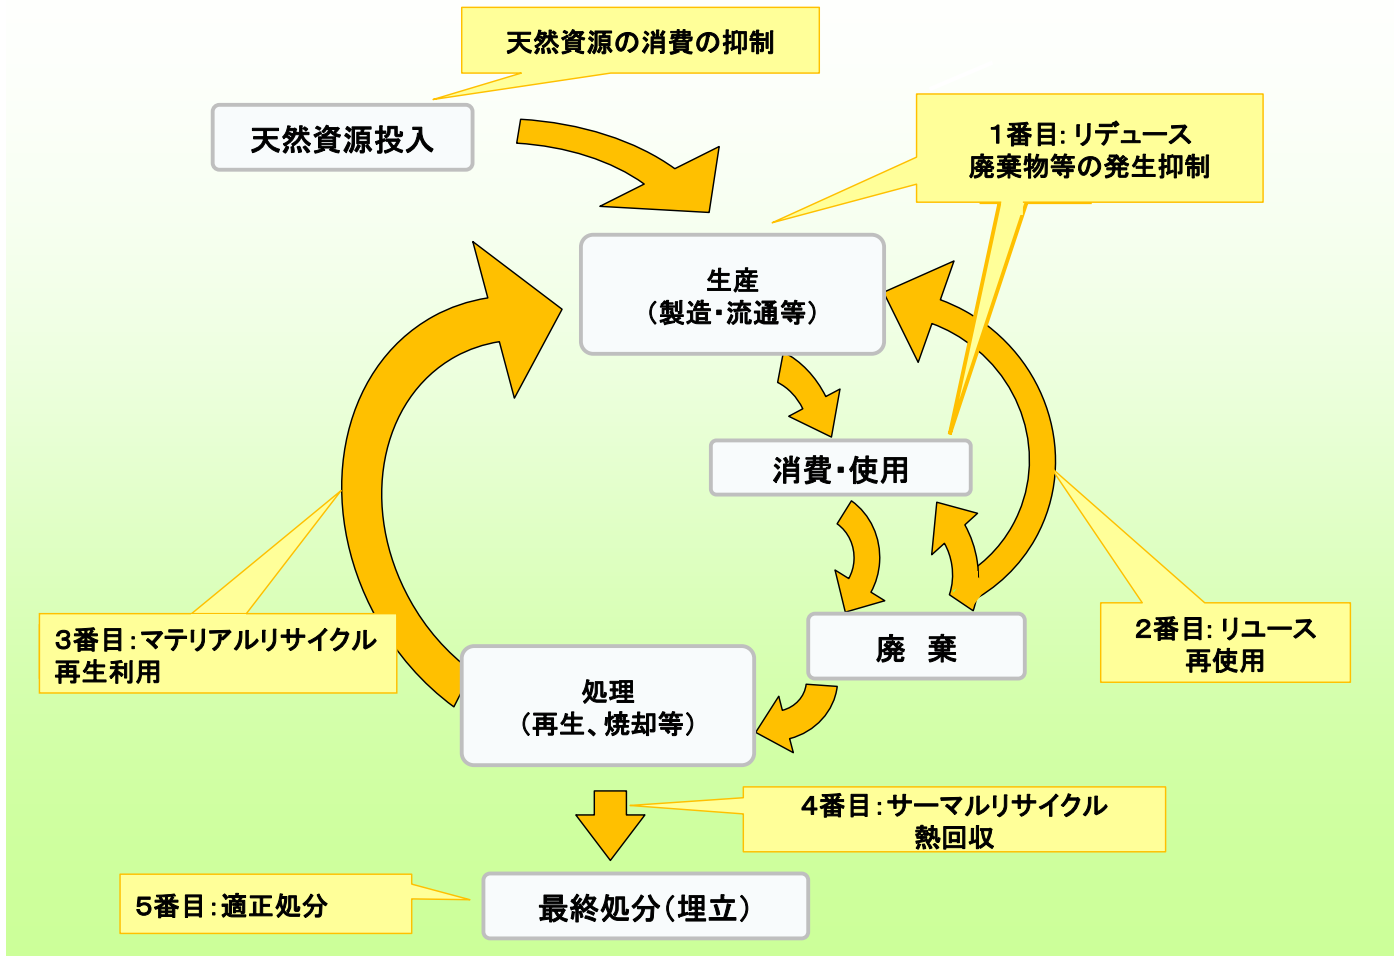 天然資源の消費の抑制
天然資源投入
1番目：リデュース
廃棄物等の発生抑制
生産
（製造・流通等）
消費・使用
2番目：リユース
再使用
廃　棄
3番目：マテリアルリサイクル
再生利用
処理
（再生、焼却等）
4番目：サーマルリサイクル
熱回収
5番目：適正処分
最終処分（埋立）